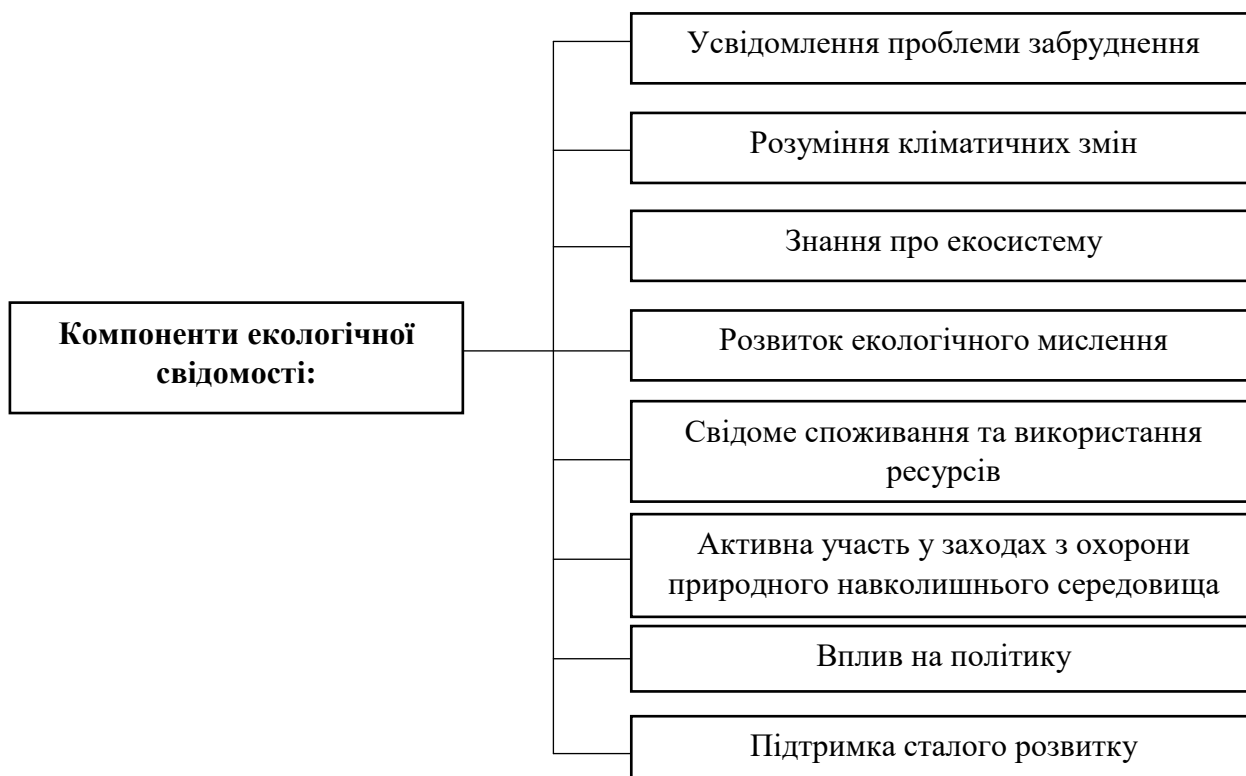 Усвідомлення проблеми забруднення
Розуміння кліматичних змін
Знання про екосистему
Компоненти екологічної
свідомості:
Розвиток екологічного мислення
Свідоме споживання та використання
ресурсів
Активна участь у заходах з охорони
природного навколишнього середовища
Вплив на політику
Підтримка сталого розвитку